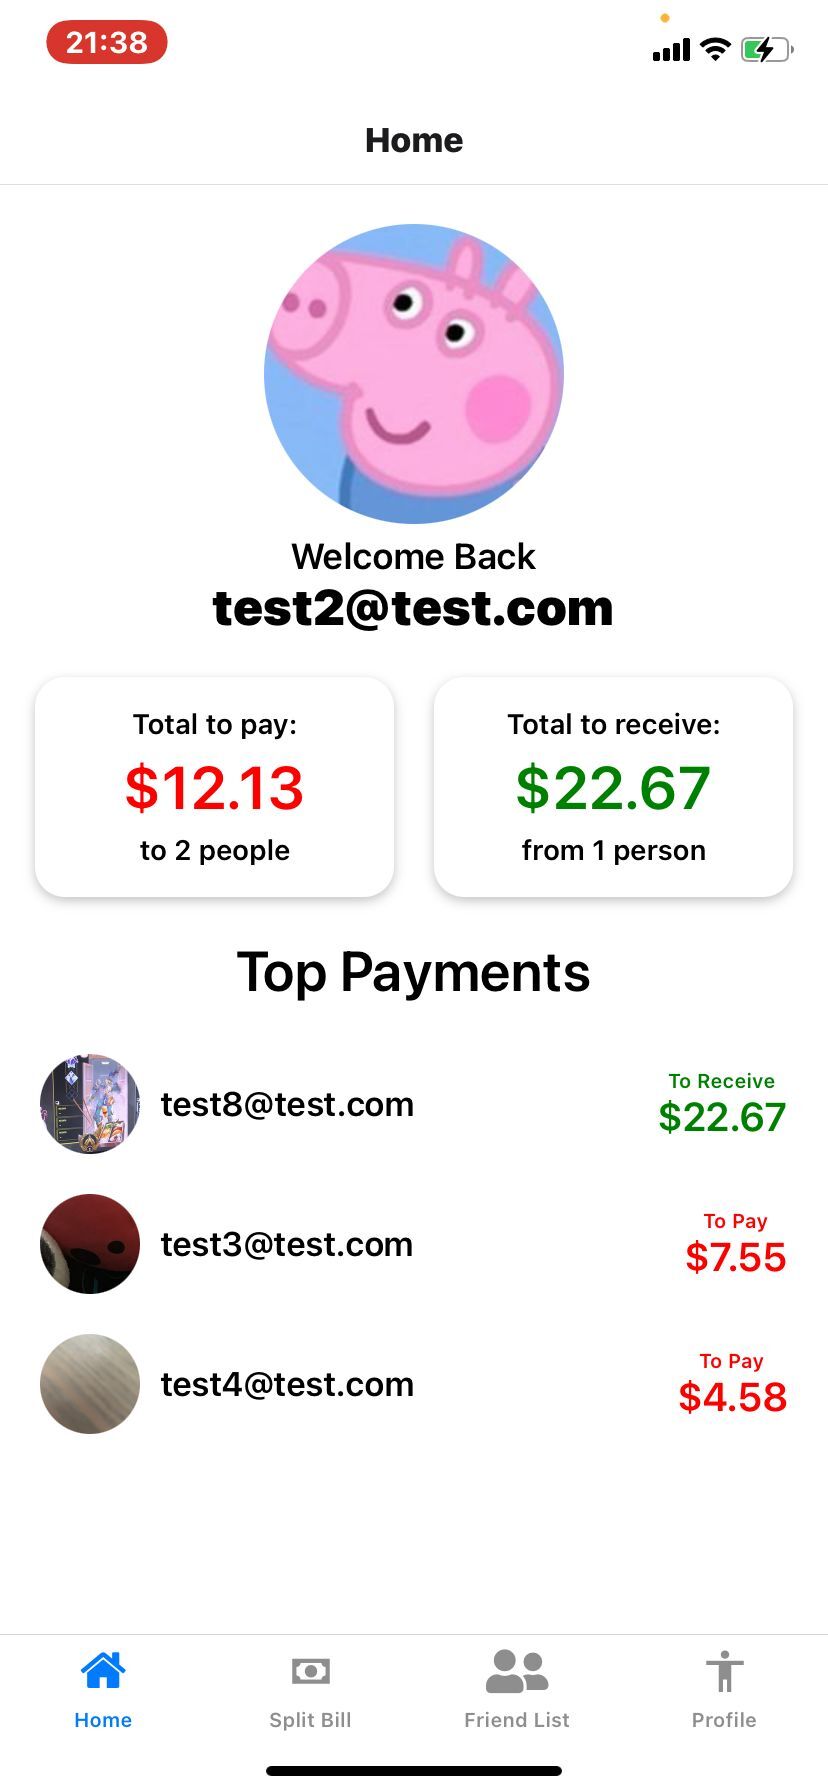 21:38
Home
Welcome Back
test2@test.com
Total to pay:
$12.13
to 2 people
Total to receive:
$22.67
from 1 person
Top Payments
test8@test.com
To Receive
$22.67
test3@test.com
To Pay
$7.55
test4@test.com
To Pay
$4.58
Home
Split Bill
Friend List
Profile